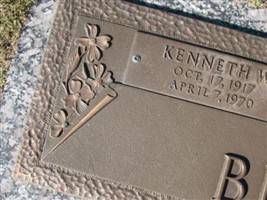 KENNETH W
OCT. 17, 1917
APRIL 7, 1970
B